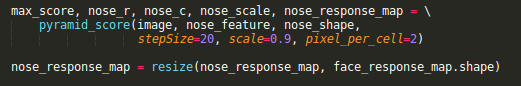 max_score, nose_r, nose_c, nose_scale, nose_response_map = \
pyramid_score(image, nose_feature, nose_shape,
stepSize=20, scale=0.9, pixel_per_cell=2)
nose_response_map = resize(nose_response_map, face_response_map.shape)